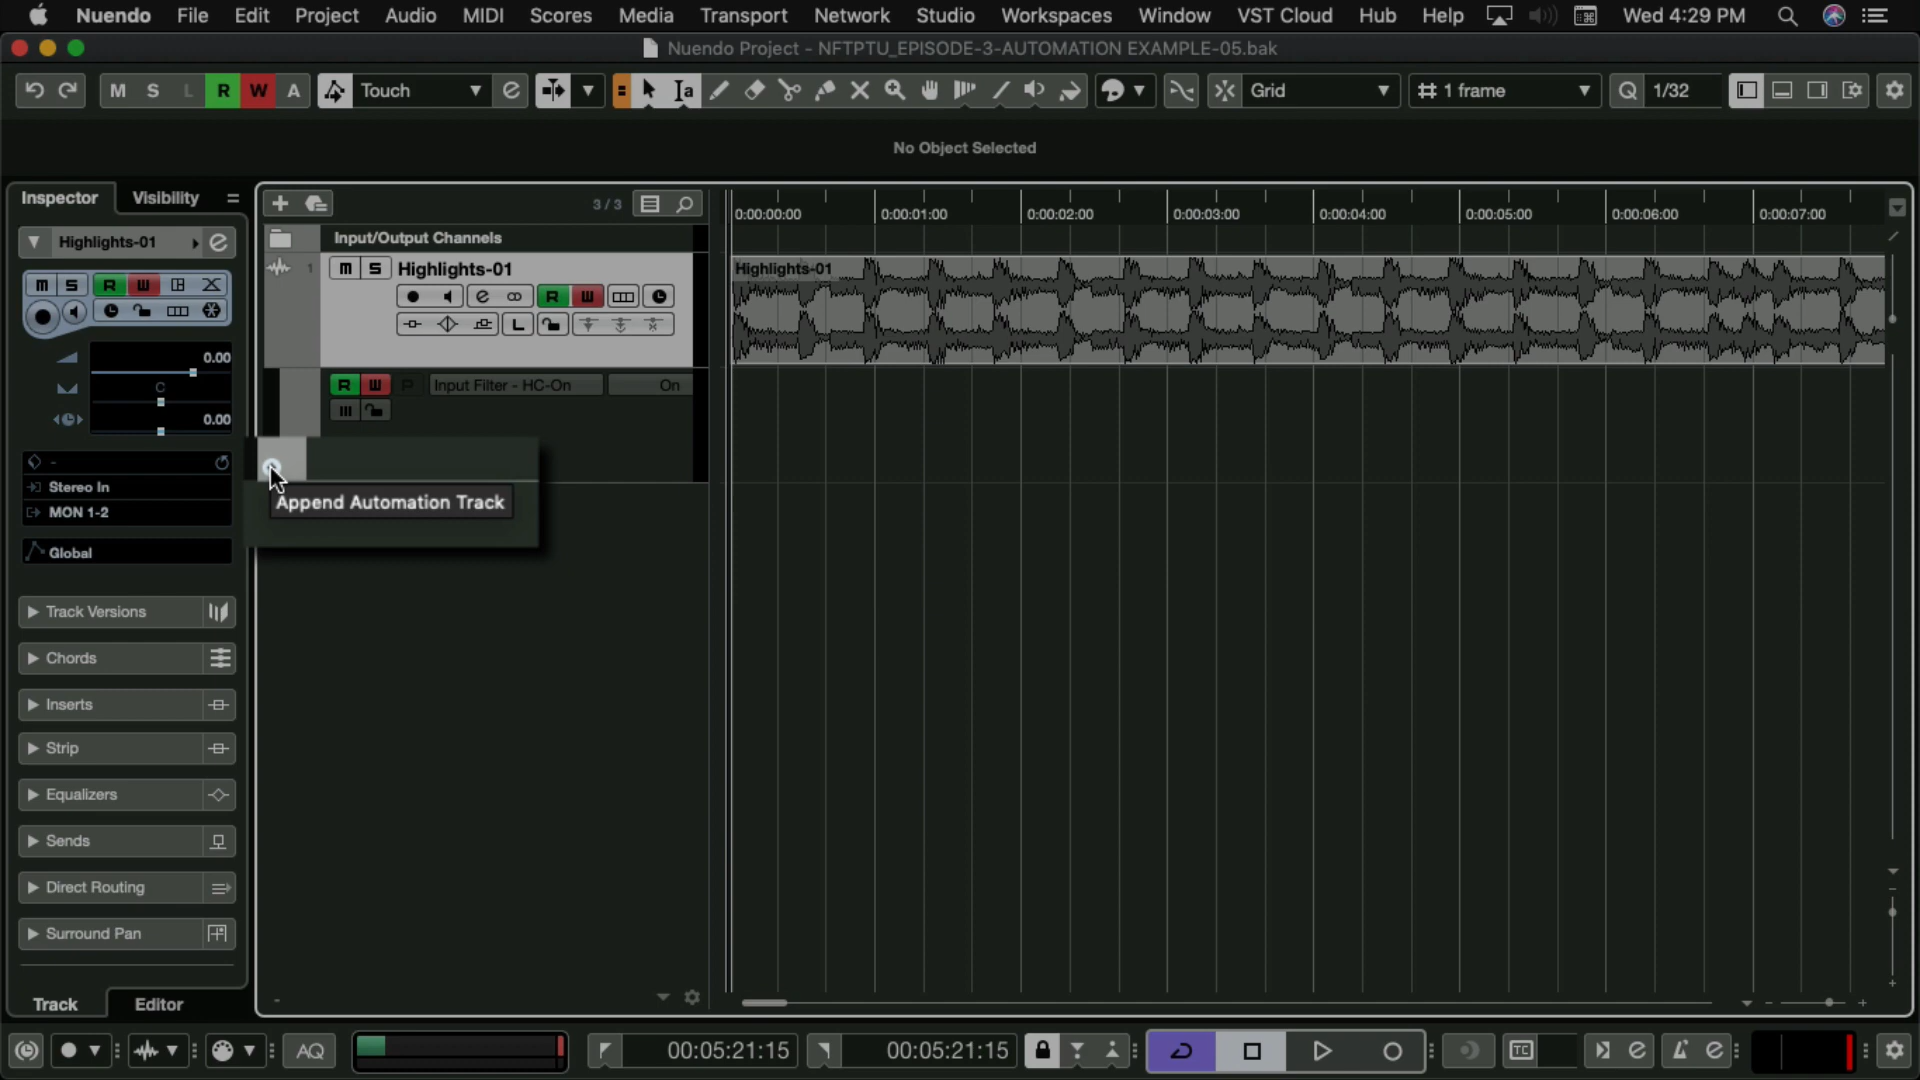 Nuendo File Edit Project Audio MIDI Scores Media Transport Network Studio Workspaces Window VST Cloud Hub Help Wed 4:29 PM
Nuendo Project - NFTPTU_EPISODE-3-AUTOMATION EXAMPLE-05.bak
M S L R W A Touch e a Grid 1 frame Q 1/32
No Object Selected
Inspector Visibility
3 / 3
0:00:00:00 0:00:01:00 0:00:02:00 0:00:03:00 0:00:04:00 0:00:05:00 0:00:06:00 0:00:07:00
Input/Output Channels
Highlights-01 e
1 m S Highlights-01
Highlights-01
M S R W
e R W
L
0.00
C
0.00
R W P Input Filter - HC-On On
-
Stereo In
MON 1-2
Append Automation Track
Global
Track Versions
Chords
Inserts
Strip
Equalizers
Sends
Direct Routing
Surround Pan
Track Editor
AQ 00:05:21:15 00:05:21:15 TC e e